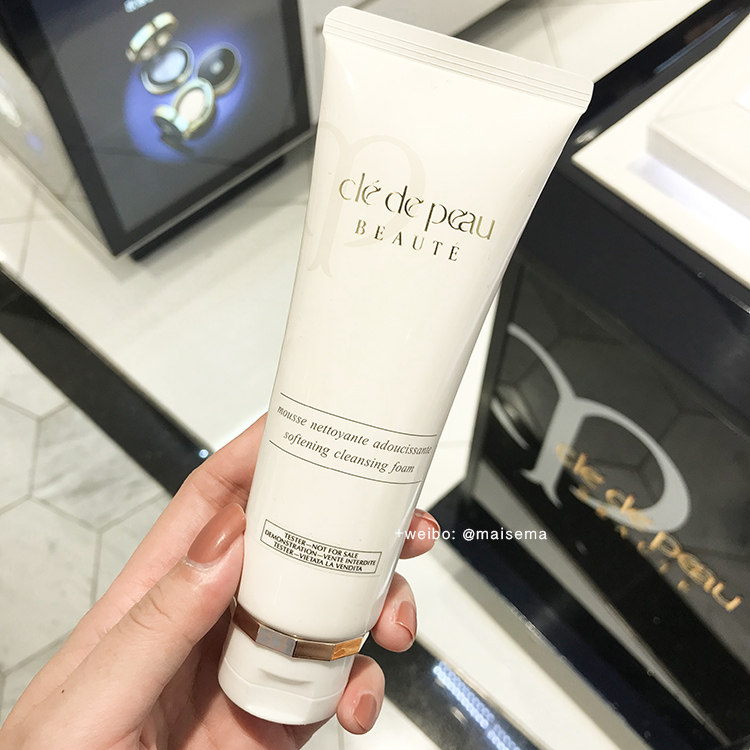 clé de peau
BEAUTÉ
mousse nettoyante adoucissante
softening cleansing foam
TESTER—NOT FOR SALE
DEMONSTRATION—VENTE INTERDITE
TESTER—VIETATA LA VENDITA
+weibo: @maisema
clé de peau
BEAUTÉ